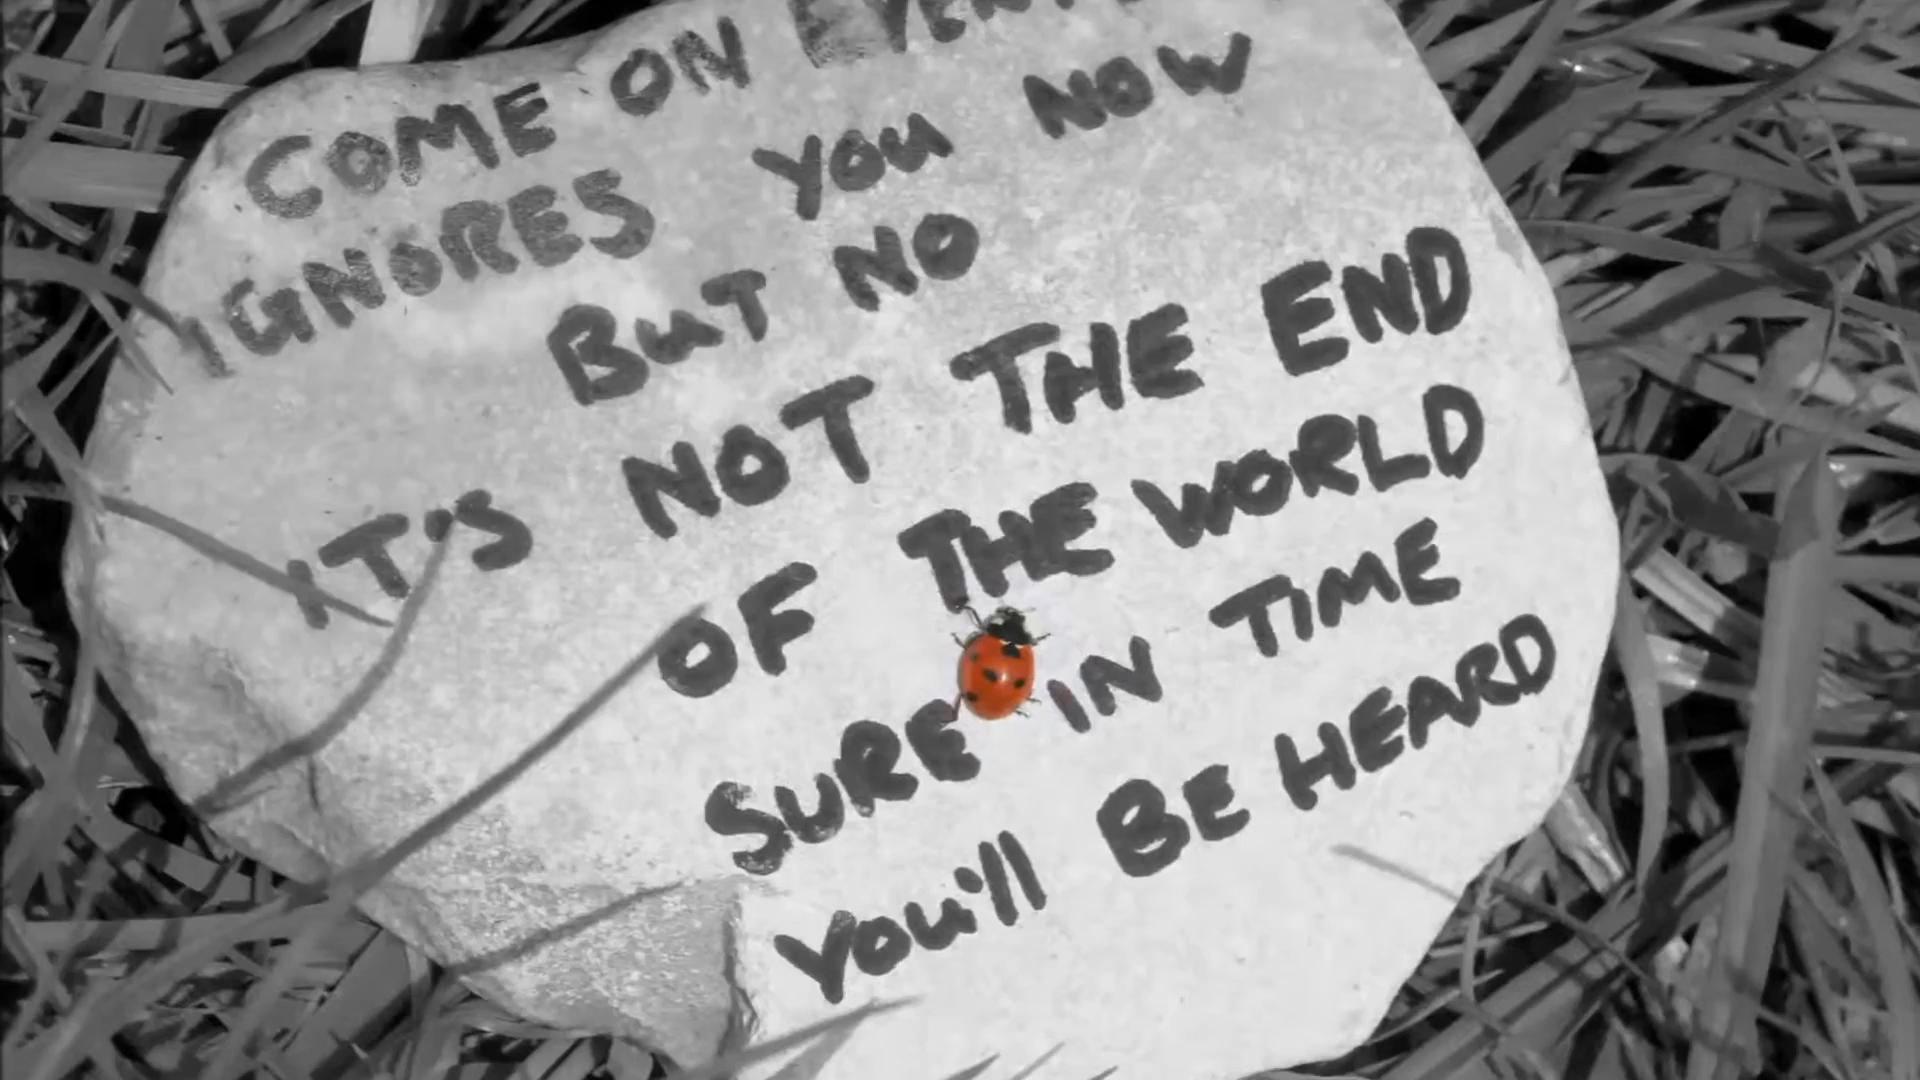 COME ON
IGNORES you NOW
BuT NO
IT'S NOT THE END
OF THE WORLD
SURE IN TIME
you'll BE HEARD